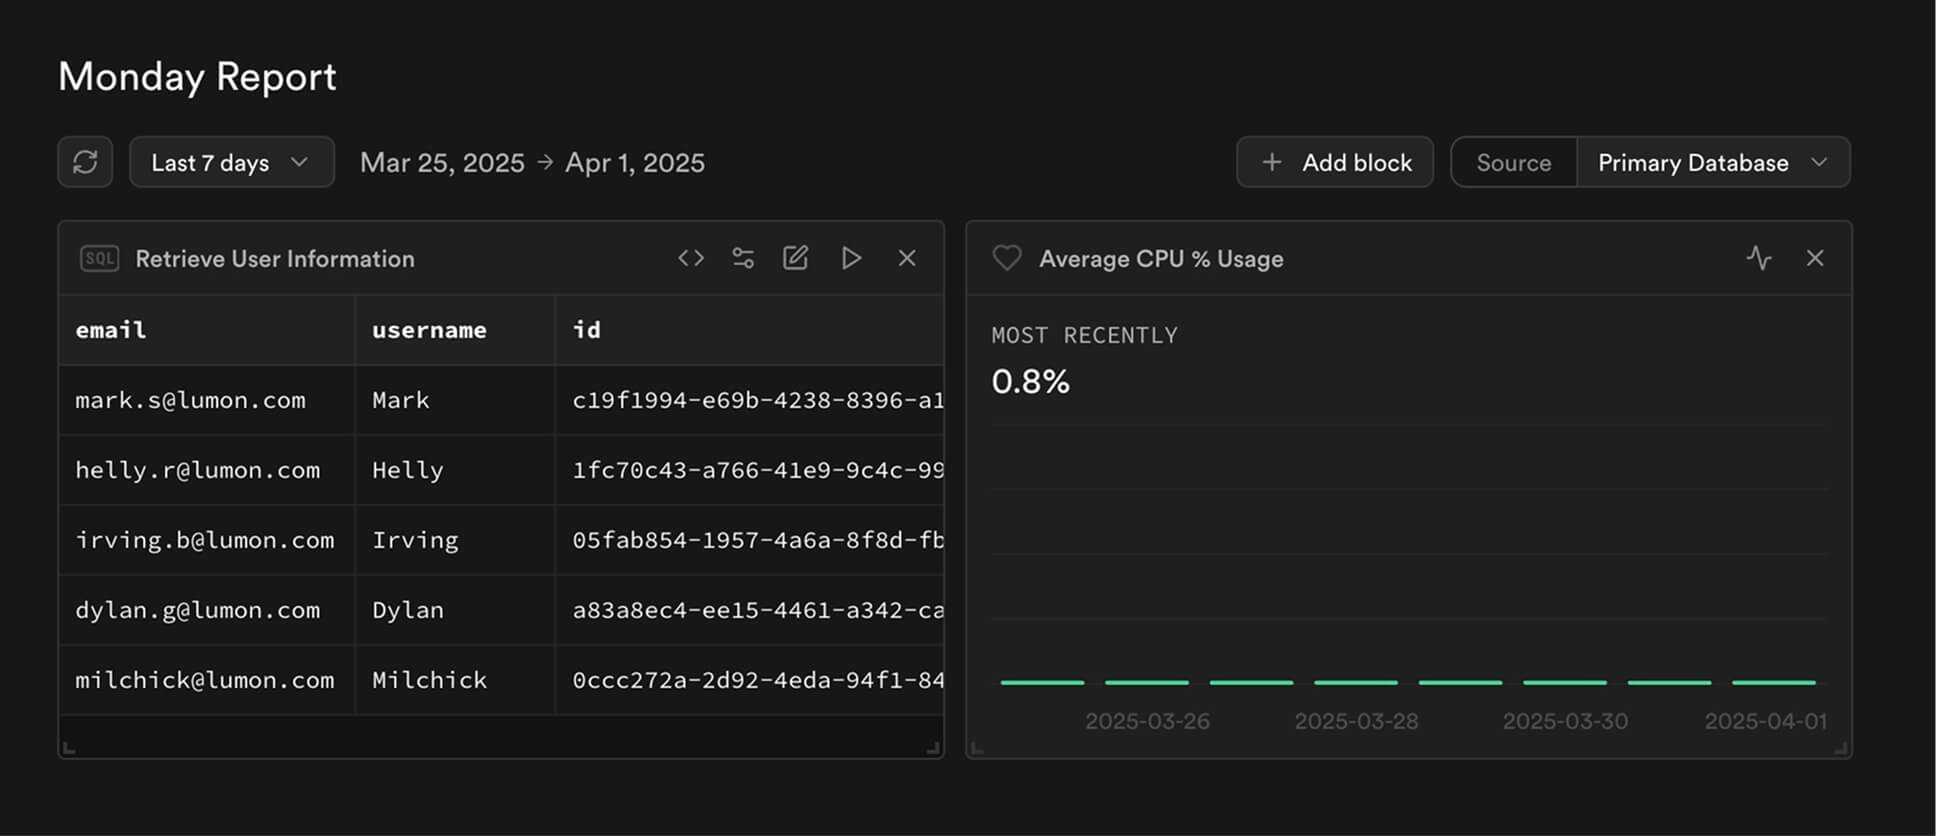 Monday Report
Last 7 days
Mar 25, 2025 → Apr 1, 2025
+ Add block
Source
Primary Database
SQL
Retrieve User Information
email username id
mark.s@lumon.com Mark c19f1994-e69b-4238-8396-a1
helly.r@lumon.com Helly 1fc70c43-a766-41e9-9c4c-99
irving.b@lumon.com Irving 05fab854-1957-4a6a-8f8d-fb
dylan.g@lumon.com Dylan a83a8ec4-ee15-4461-a342-ca
milchick@lumon.com Milchick 0ccc272a-2d92-4eda-94f1-84
Average CPU % Usage
MOST RECENTLY
0.8%
2025-03-26 2025-03-28 2025-03-30 2025-04-01